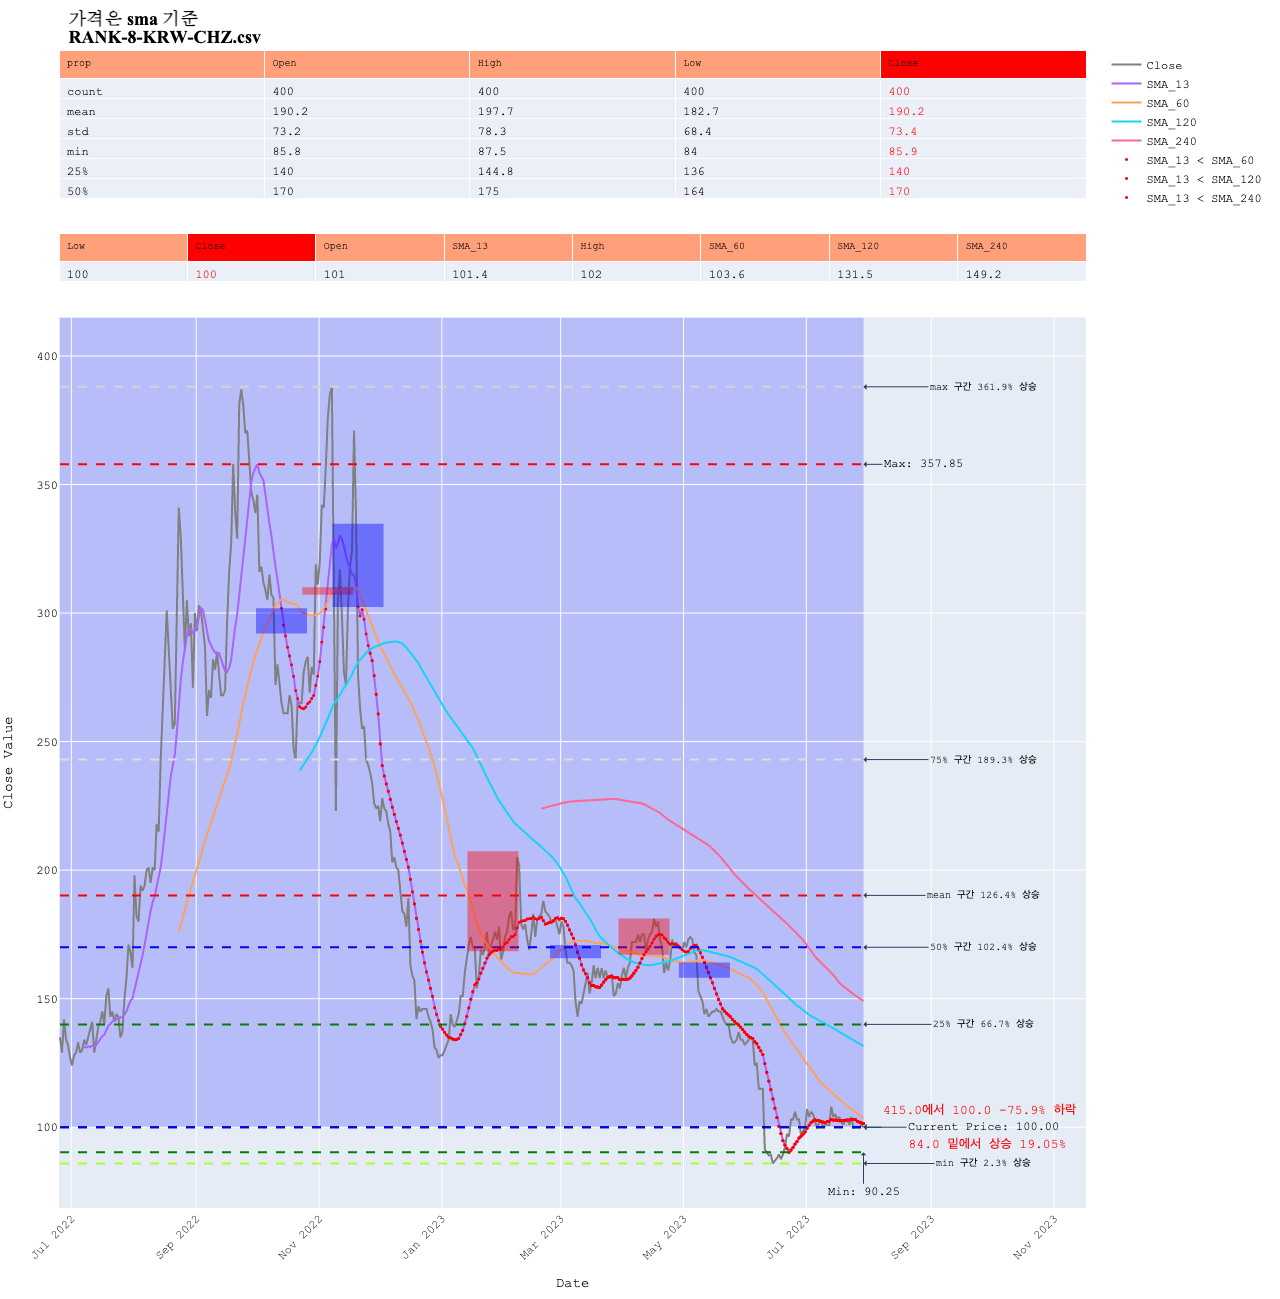 가격은 sma 기준
RANK-8-KRW-CHZ.csv
prop Open High Low Close
count 400 400 400 400
mean 190.2 197.7 182.7 190.2
std 73.2 78.3 68.4 73.4
min 85.8 87.5 84 85.9
25% 140 144.8 136 140
50% 170 175 164 170
Close
SMA_13
SMA_60
SMA_120
SMA_240
SMA_13 < SMA_60
SMA_13 < SMA_120
SMA_13 < SMA_240
Low Close Open SMA_13 High SMA_60 SMA_120 SMA_240
100 100 101 101.4 102 103.6 131.5 149.2
400
350
300
250
200
150
100
Close Value
max 구간 361.9% 상승
Max: 357.85
75% 구간 189.3% 상승
mean 구간 126.4% 상승
50% 구간 102.4% 상승
25% 구간 66.7% 상승
415.0에서 100.0 -75.9% 하락
Current Price: 100.00
84.0 밑에서 상승 19.05%
min 구간 2.3% 상승
Min: 90.25
Jul 2022
Sep 2022
Nov 2022
Jan 2023
Mar 2023
May 2023
Jul 2023
Sep 2023
Nov 2023
Date